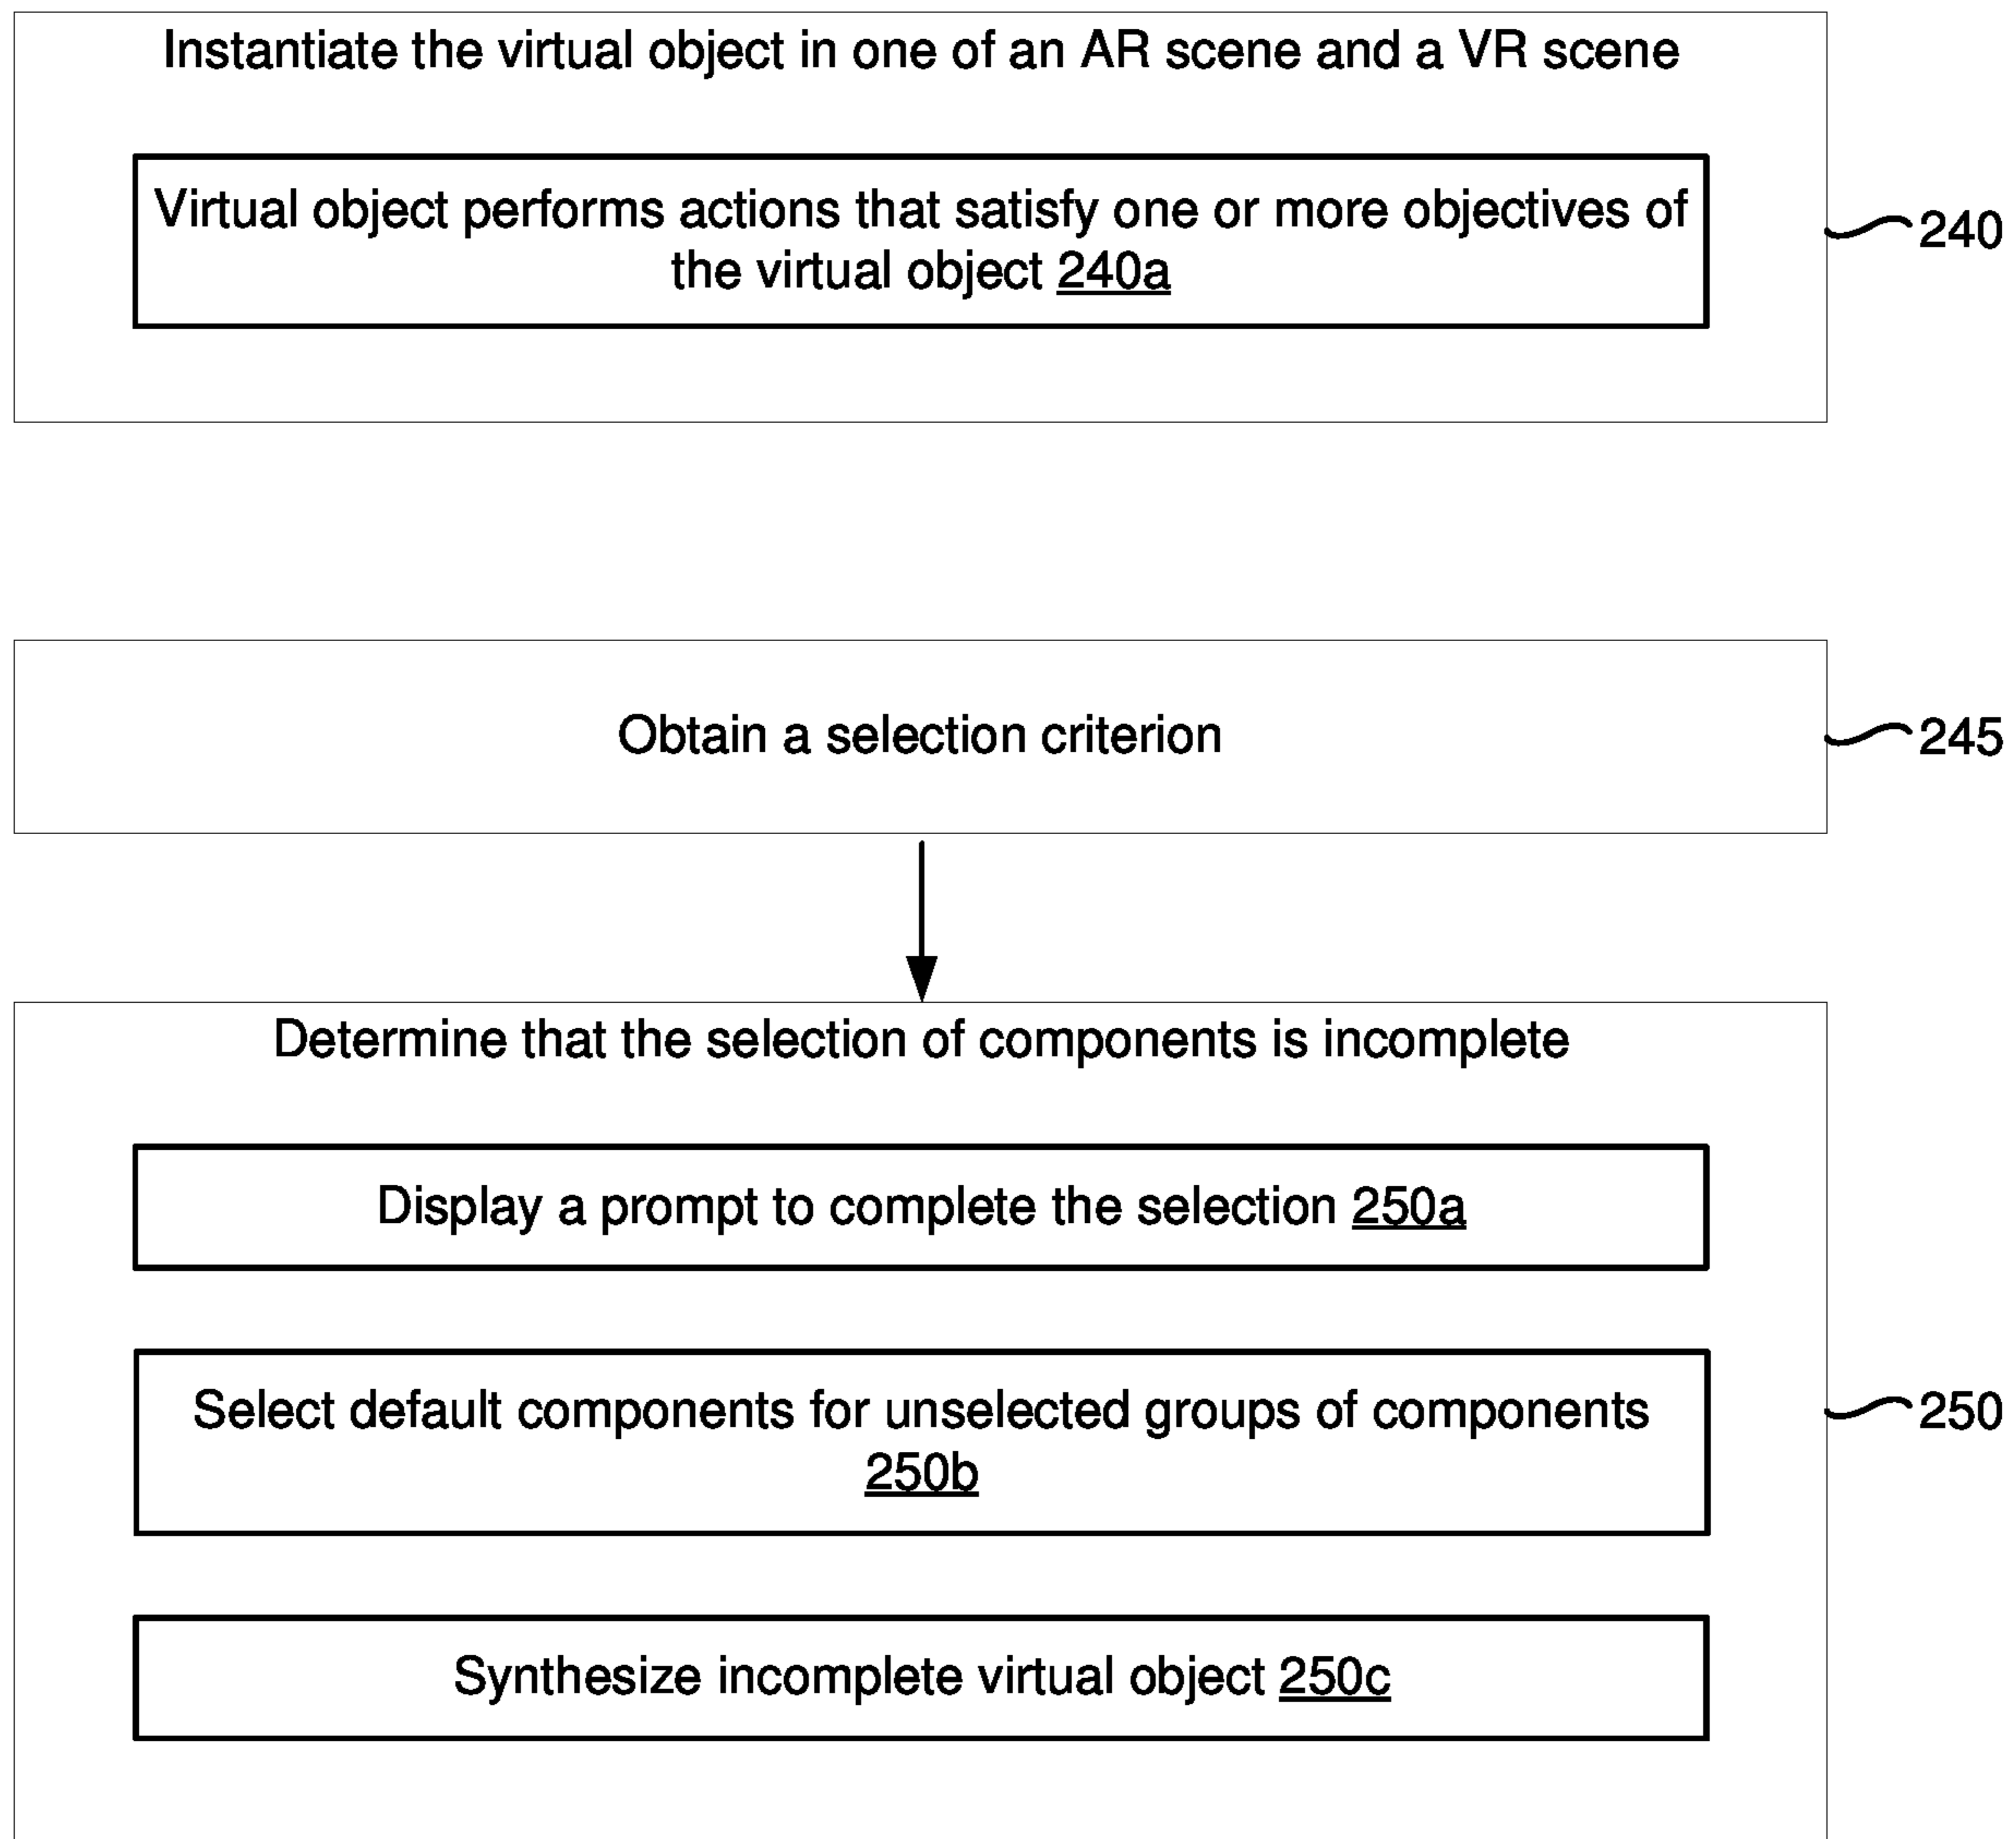 Instantiate the virtual object in one of an AR scene and a VR scene
Virtual object performs actions that satisfy one or more objectives of
the virtual object 240a
240
Obtain a selection criterion
245
Determine that the selection of components is incomplete
Display a prompt to complete the selection 250a
Select default components for unselected groups of components
250b
250
Synthesize incomplete virtual object 250c